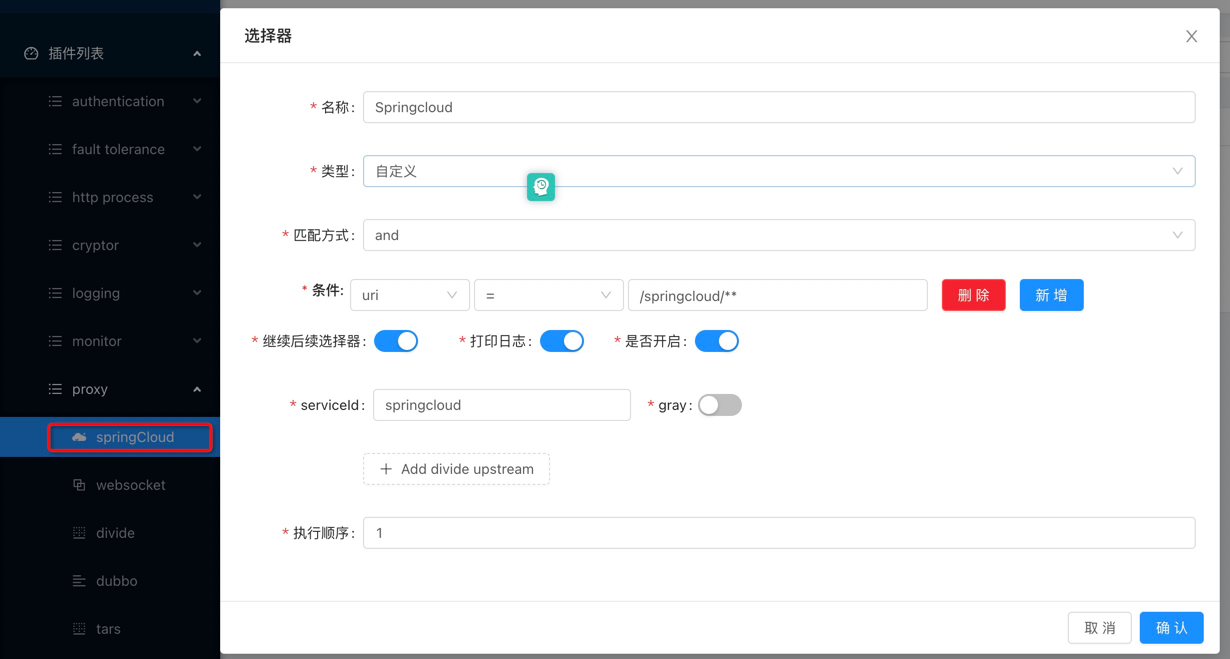 插件列表
authentication
fault tolerance
http process
cryptor
logging
monitor
proxy
springCloud
websocket
divide
dubbo
tars
选择器
* 名称: Springcloud
* 类型: 自定义
* 匹配方式: and
* 条件: uri = /springcloud/** 删 除 新 增
* 继续后续选择器: * 打印日志: * 是否开启:
* serviceId: springcloud * gray:
+ Add divide upstream
* 执行顺序: 1
取 消 确 认